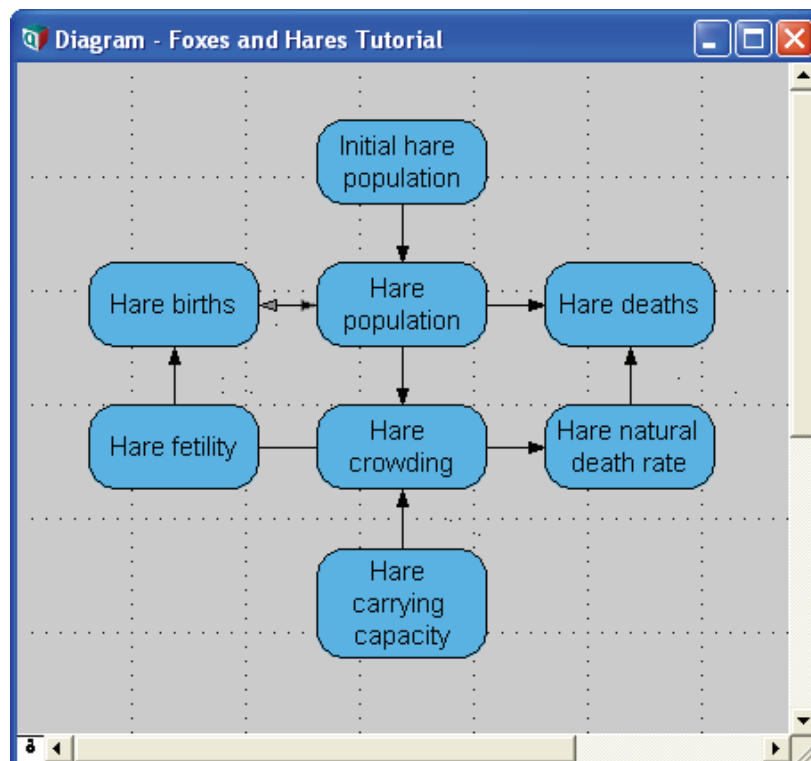 Diagram - Foxes and Hares Tutorial
Initial hare
population
Hare births
Hare
population
Hare deaths
Hare fetility
Hare
crowding
Hare natural
death rate
Hare
carrying
capacity